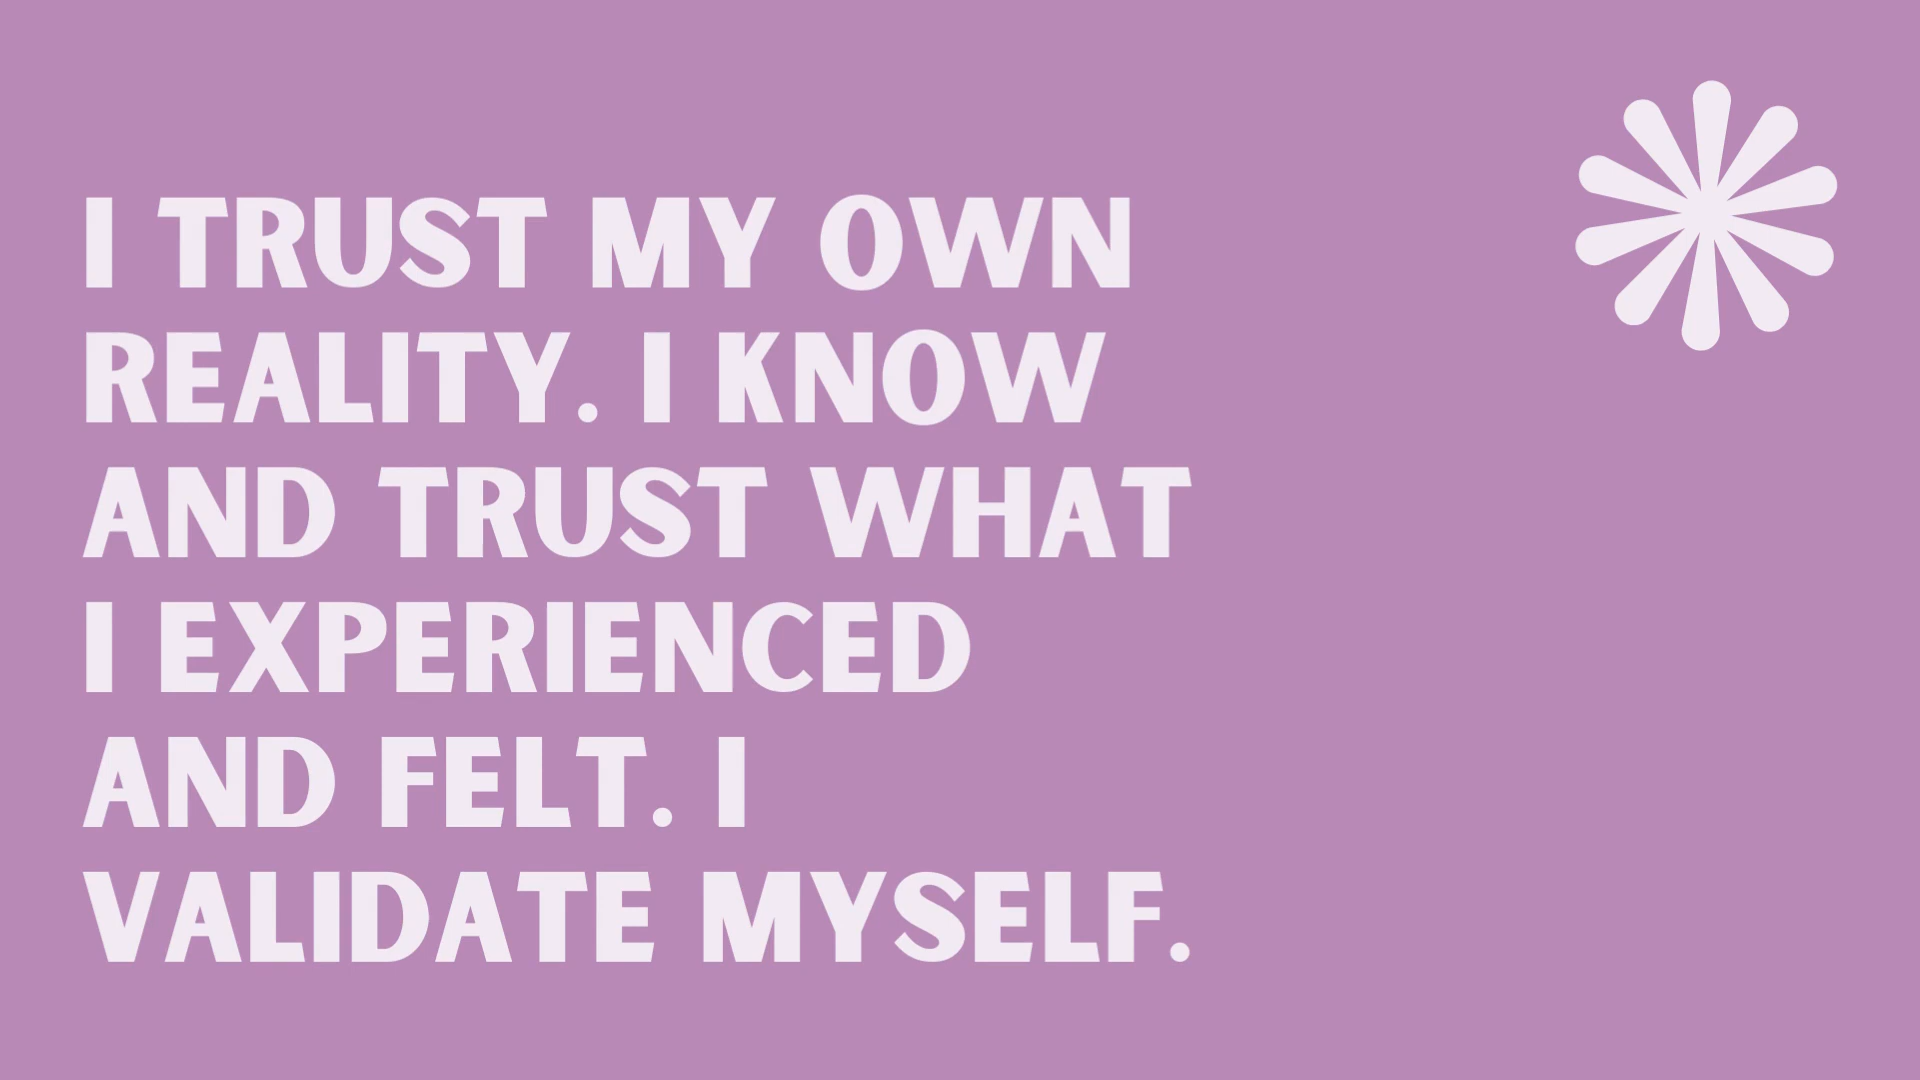 I TRUST MY OWN
REALITY. I KNOW
AND TRUST WHAT
I EXPERIENCED
AND FELT. I
VALIDATE MYSELF.